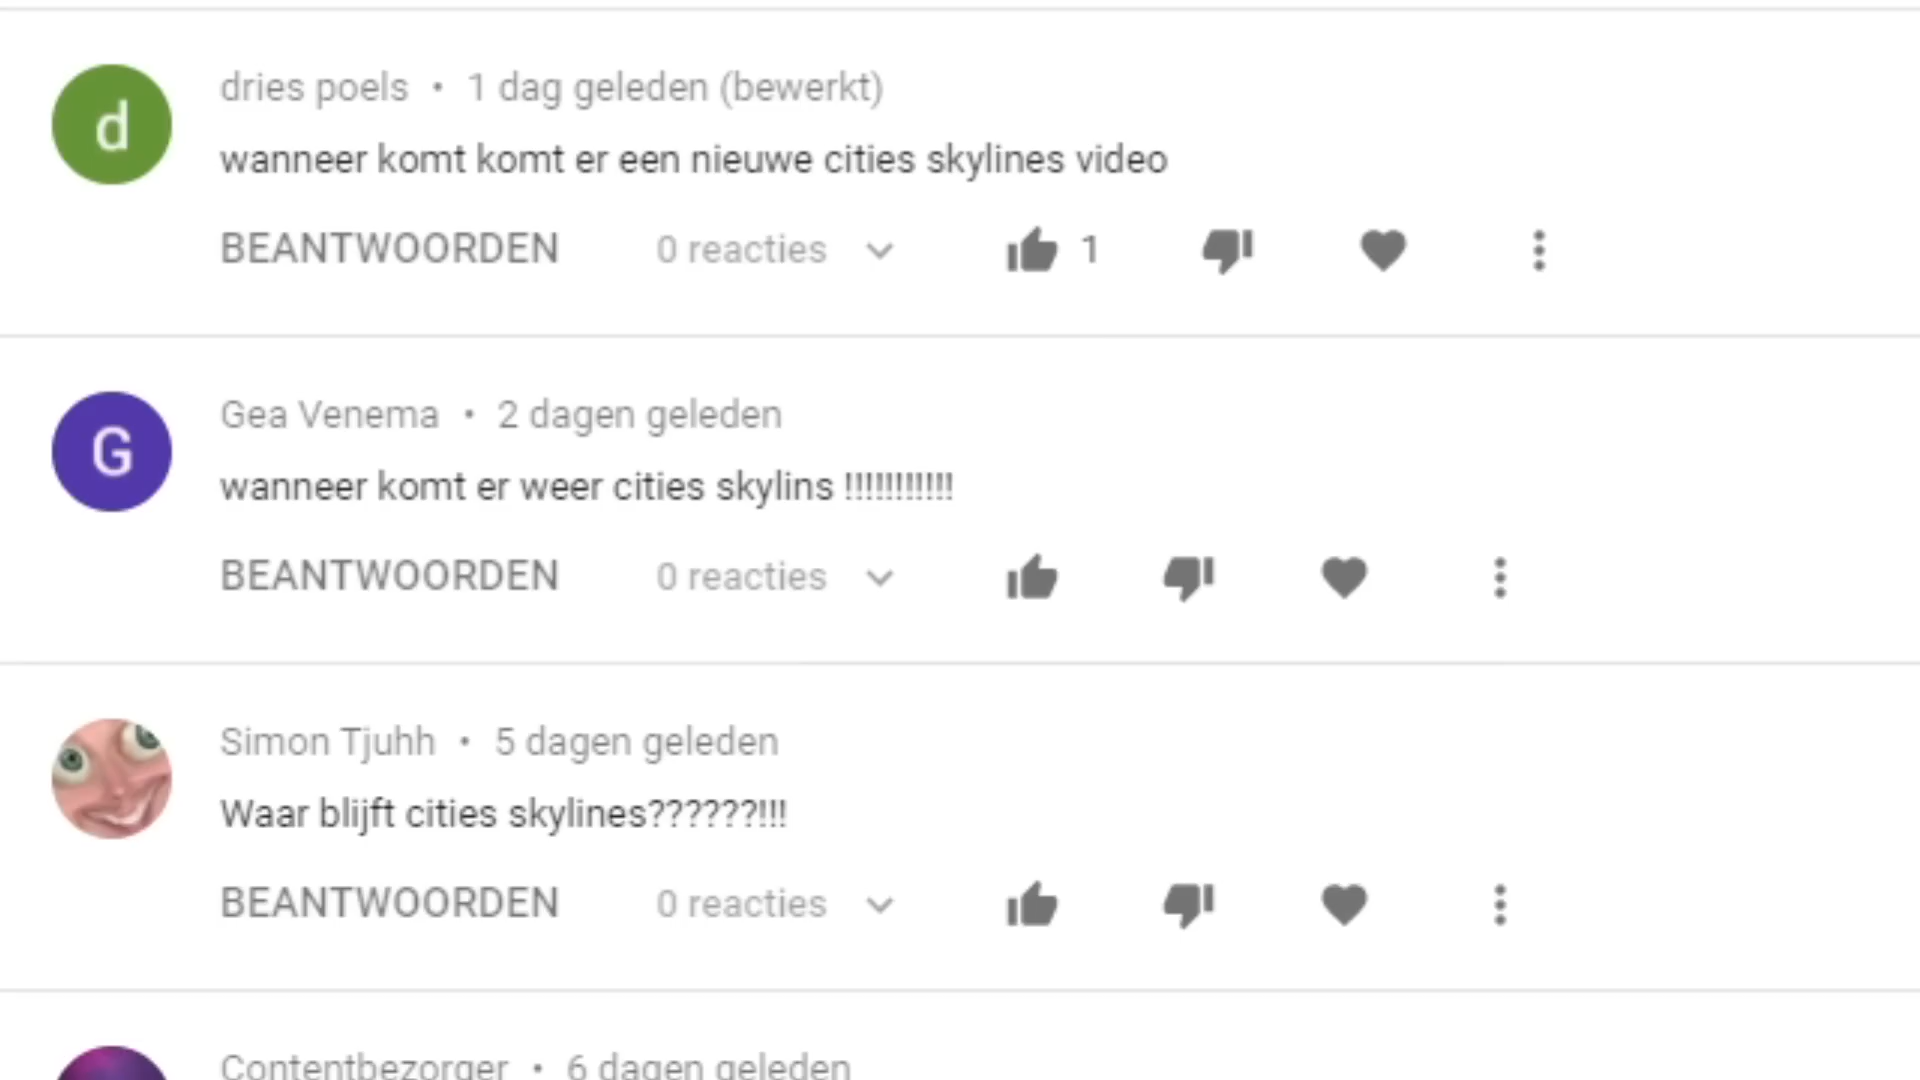 d
dries poels • 1 dag geleden (bewerkt)
wanneer komt komt er een nieuwe cities skylines video
BEANTWOORDEN 0 reacties 1
G
Gea Venema • 2 dagen geleden
wanneer komt er weer cities skylins !!!!!!!!!!!
BEANTWOORDEN 0 reacties
Simon Tjuhh • 5 dagen geleden
Waar blijft cities skylines??????!!!
BEANTWOORDEN 0 reacties
Contentbezorger • 6 dagen geleden